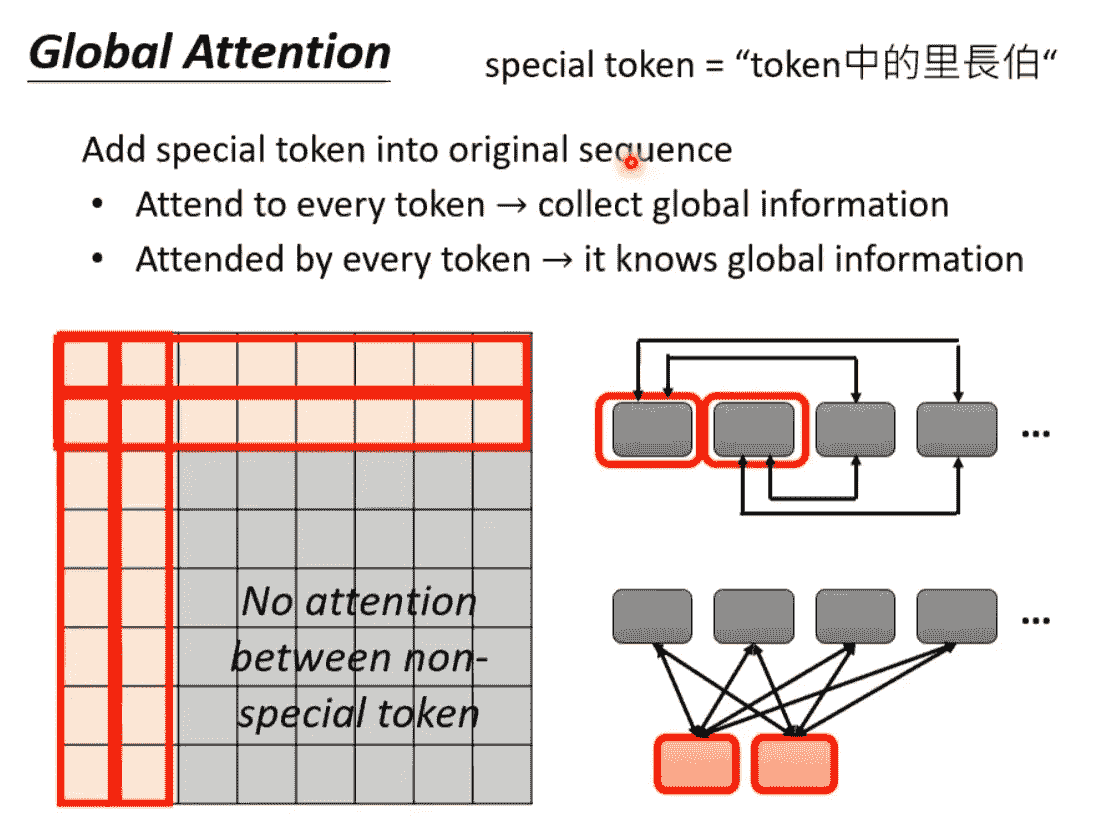 Global Attention
special token = “token中的里長伯“
Add special token into original sequence
• Attend to every token → collect global information
• Attended by every token → it knows global information
No attention
between non-
special token
...
...